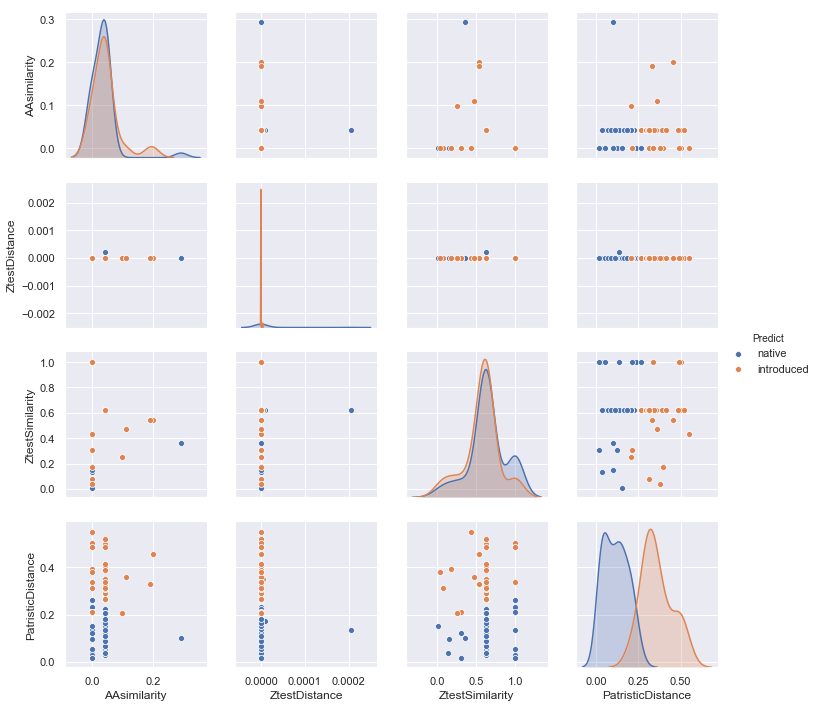 0.3
0.2
0.1
0.0
AAsimilarity
0.002
0.001
0.000
−0.001
−0.002
ZtestDistance
Predict
native
introduced
1.0
0.8
0.6
0.4
0.2
0.0
ZtestSimilarity
0.4
0.2
0.0
PatristicDistance
0.0 0.2 0.0000 0.0001 0.0002 0.0 0.5 1.0 0.00 0.25 0.50
AAsimilarity ZtestDistance ZtestSimilarity PatristicDistance